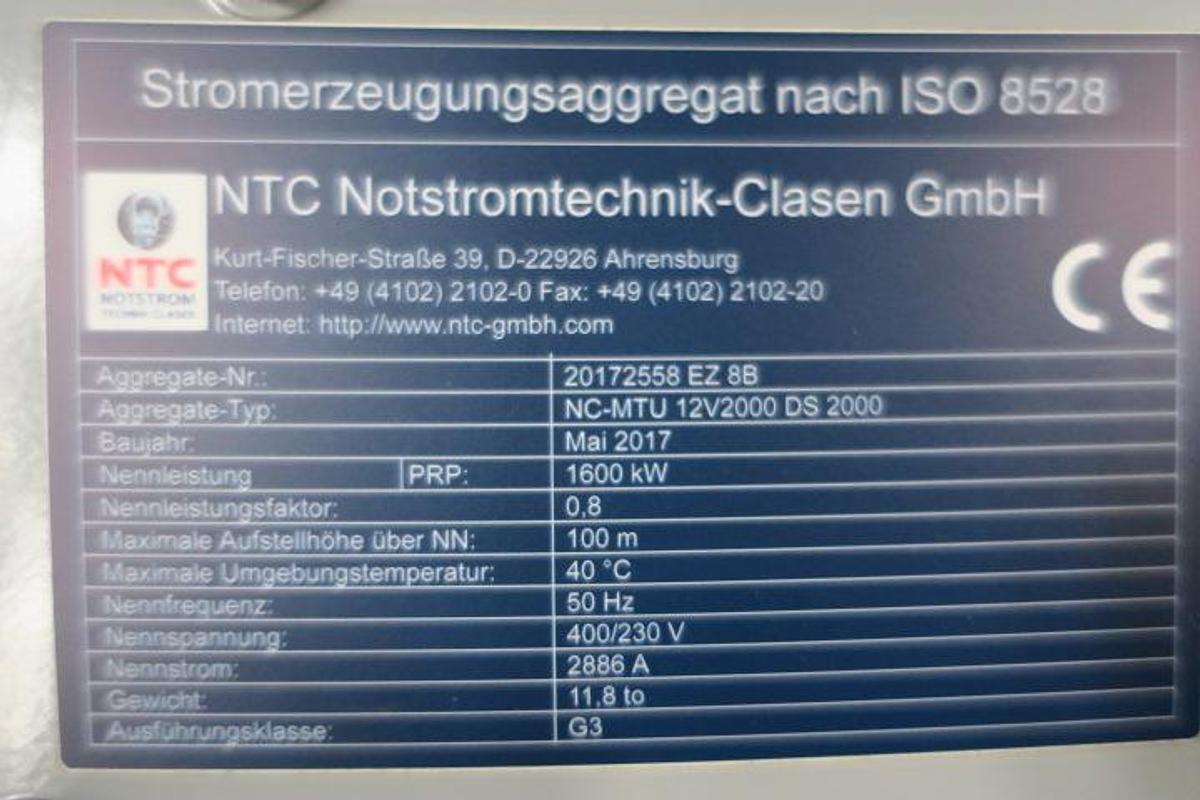 Stromerzeugungsaggregat nach ISO 8528
NTC Notstromtechnik-Clasen GmbH
Kurt-Fischer-Straße 39, D-22926 Ahrensburg
Telefon: +49 (4102) 2102-0 Fax: +49 (4102) 2102-20
Internet: http://www.ntc-gmbh.com
NTC
NOTSTROM
TECHNIK-CLASEN
CE
Aggregate-Nr.: 20172558 EZ 8B
Aggregate-Typ: NC-MTU 12V2000 DS 2000
Baujahr: Mai 2017
Nennleistung PRP: 1600 kW
Nennleistungsfaktor: 0,8
Maximale Aufstellhöhe über NN: 100 m
Maximale Umgebungstemperatur: 40 °C
Nennfrequenz: 50 Hz
Nennspannung: 400/230 V
Nennstrom: 2886 A
Gewicht: 11,8 to
Ausführungsklasse: G3